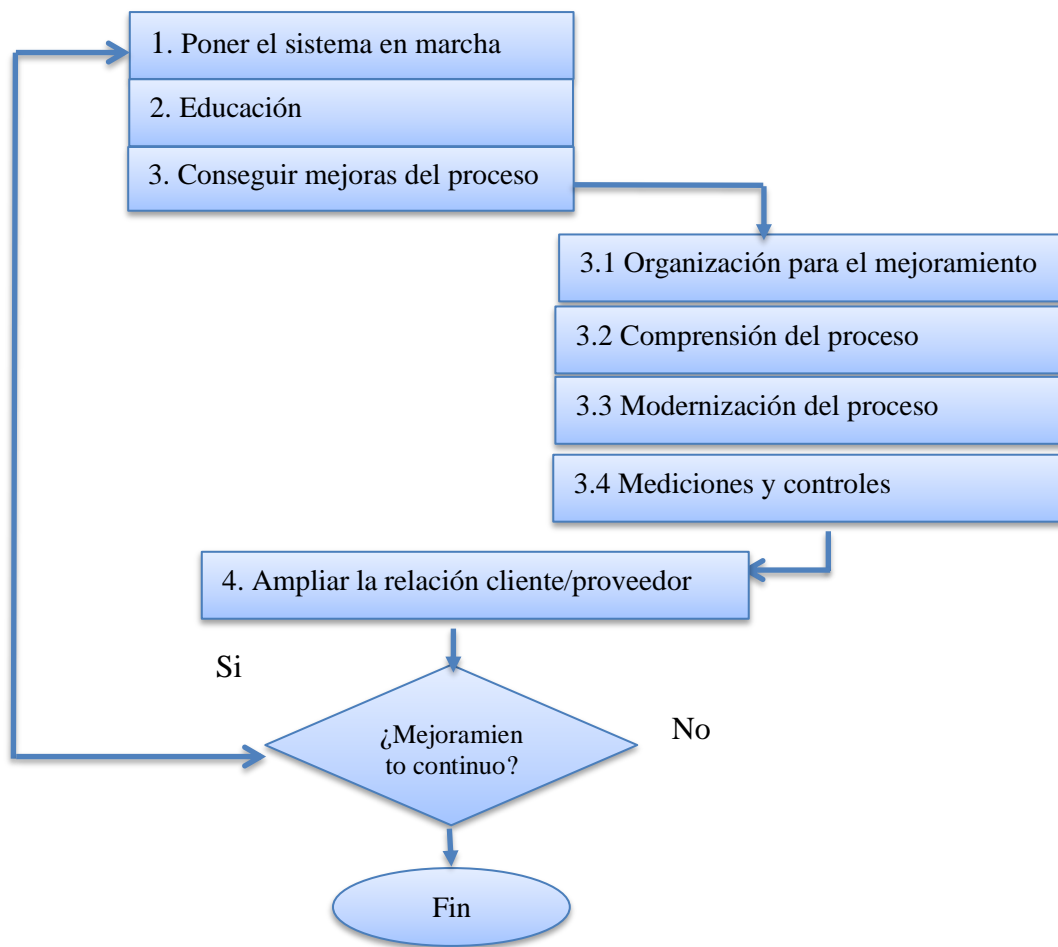 1. Poner el sistema en marcha
2. Educación
3. Conseguir mejoras del proceso
3.1 Organización para el mejoramiento
3.2 Comprensión del proceso
3.3 Modernización del proceso
3.4 Mediciones y controles
4. Ampliar la relación cliente/proveedor
Si
¿Mejoramien
to continuo?
No
Fin